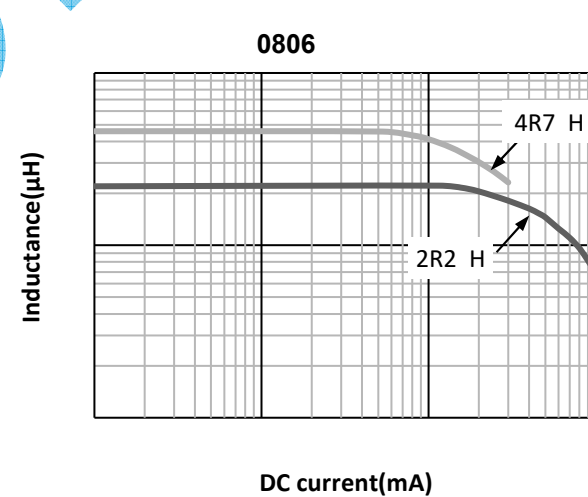 0806
4R7 H
2R2 H
Inductance(μH)
DC current(mA)